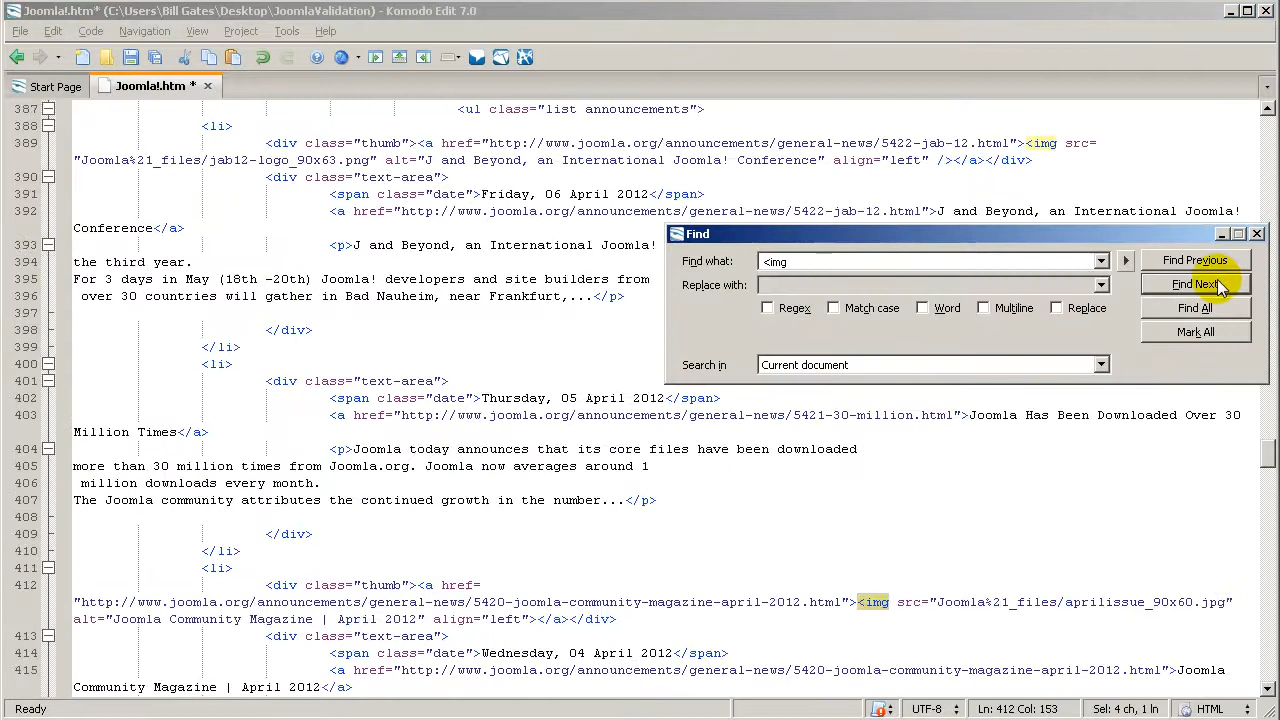 Joomla!.htm* (C:\Users\Bill Gates\Desktop\JoomlaValidation) - Komodo Edit 7.0
File Edit Code Navigation View Project Tools Help
Start Page Joomla!.htm *
387 <ul class="list announcements">
388 <li>
389 <div class="thumb"><a href="http://www.joomla.org/announcements/general-news/5422-jab-12.html"><img src=
"Joomla%21_files/jab12-logo_90x63.png" alt="J and Beyond, an International Joomla! Conference" align="left" /></a></div>
390 <div class="text-area">
391 <span class="date">Friday, 06 April 2012</span>
392 <a href="http://www.joomla.org/announcements/general-news/5422-jab-12.html">J and Beyond, an International Joomla!
Conference</a>
393 <p>J and Beyond, an International Joomla!
394 the third year.
395 For 3 days in May (18th -20th) Joomla! developers and site builders from
396 over 30 countries will gather in Bad Nauheim, near Frankfurt,...</p>
397
398 </div>
399 </li>
400 <li>
401 <div class="text-area">
402 <span class="date">Thursday, 05 April 2012</span>
403 <a href="http://www.joomla.org/announcements/general-news/5421-30-million.html">Joomla Has Been Downloaded Over 30
Million Times</a>
404 <p>Joomla today announces that its core files have been downloaded
405 more than 30 million times from Joomla.org. Joomla now averages around 1
406 million downloads every month.
407 The Joomla community attributes the continued growth in the number...</p>
408
409 </div>
410 </li>
411 <li>
412 <div class="thumb"><a href=
"http://www.joomla.org/announcements/general-news/5420-joomla-community-magazine-april-2012.html"><img src="Joomla%21_files/aprilissue_90x60.jpg"
alt="Joomla Community Magazine | April 2012" align="left"></a></div>
413 <div class="text-area">
414 <span class="date">Wednesday, 04 April 2012</span>
415 <a href="http://www.joomla.org/announcements/general-news/5420-joomla-community-magazine-april-2012.html">Joomla
Community Magazine | April 2012</a>
Find
Find what: <img Find Previous
Replace with: Find Next
Regex Match case Word Multiline Replace Find All
Mark All
Search in Current document
Ready UTF-8 Ln: 412 Col: 153 Sel: 4 ch, 1 ln HTML